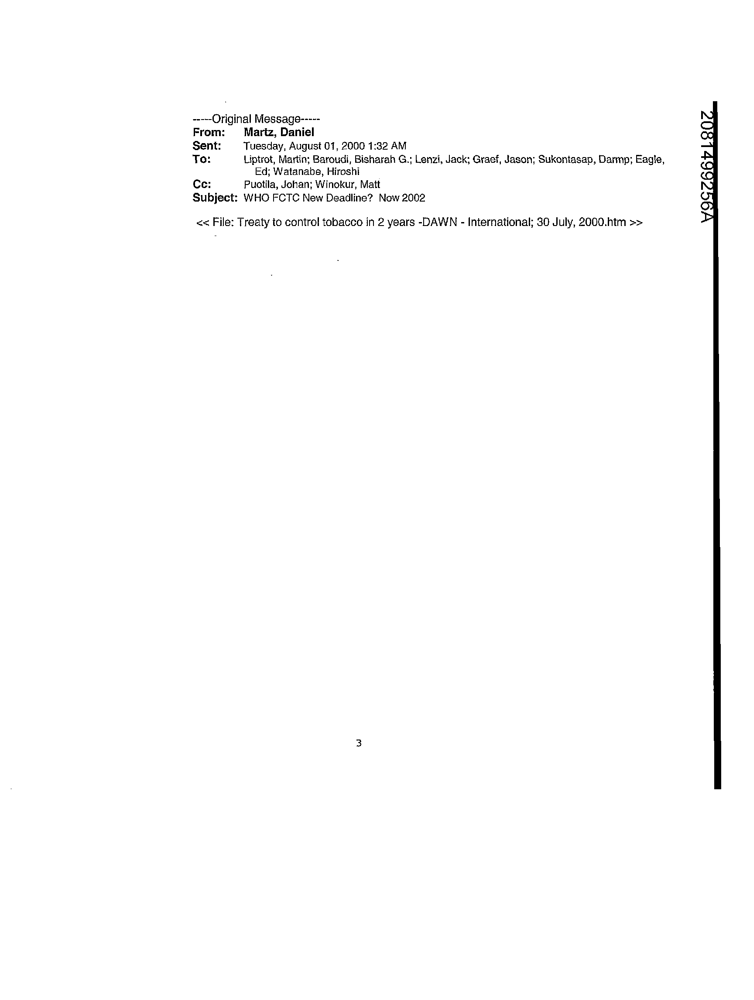 -----Original Message-----
From: Martz, Daniel
Sent: Tuesday, August 01, 2000 1:32 AM
To: Liptrot, Martin; Baroudi, Bisharah G.; Lenzi, Jack; Graef, Jason; Sukontasap, Darmp; Eagle,
Ed; Watanabe, Hiroshi
Cc: Puotila, Johan; Winokur, Matt
Subject: WHO FCTC New Deadline? Now 2002
<< File: Treaty to control tobacco in 2 years -DAWN - International; 30 July, 2000.htm >>
3
2081499256A